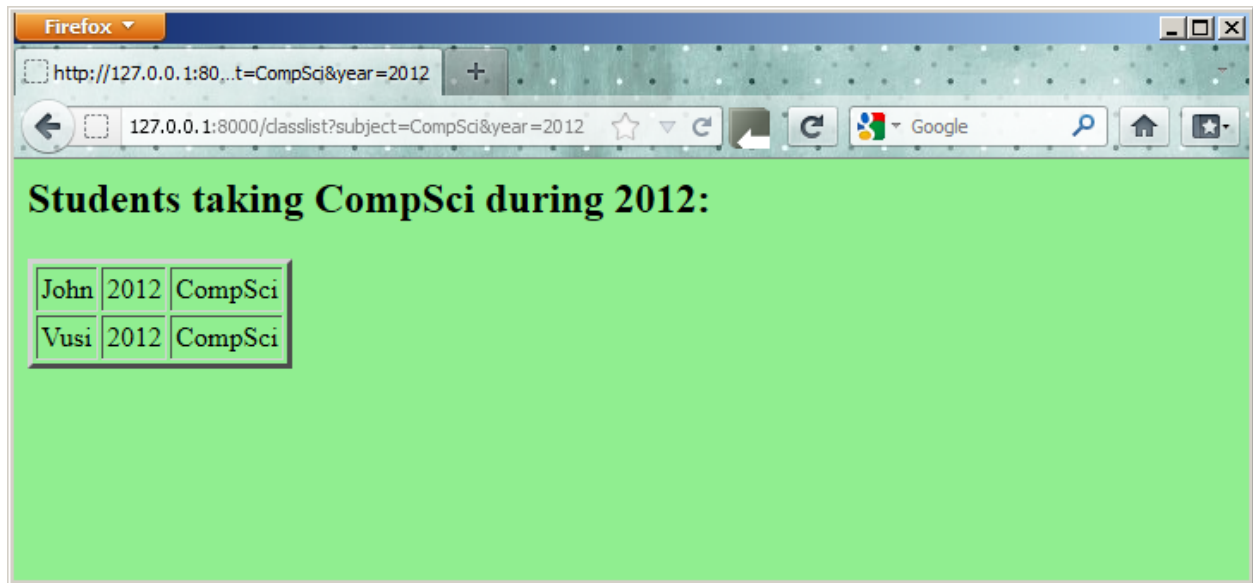 Firefox
http://127.0.0.1:80...t=CompSci&year=2012
127.0.0.1:8000/classlist?subject=CompSci&year=2012
Google
Students taking CompSci during 2012:
John 2012 CompSci
Vusi 2012 CompSci